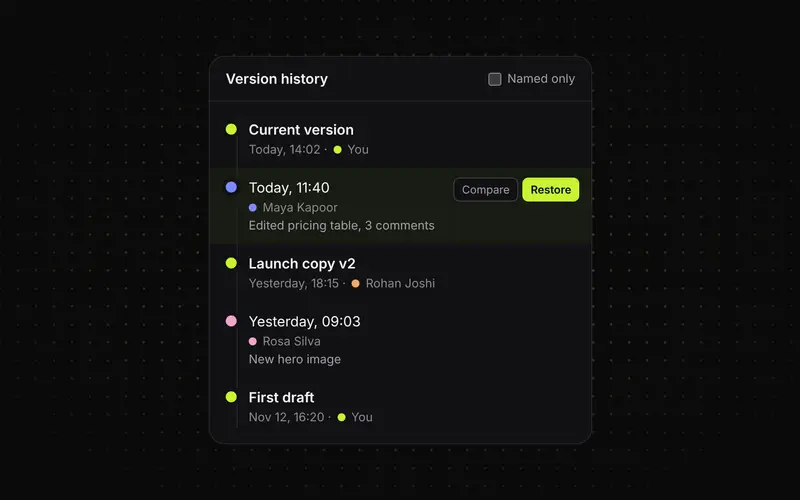 Version history
Named only
Current version
Today, 14:02 · You
Today, 11:40
Compare
Restore
Maya Kapoor
Edited pricing table, 3 comments
Launch copy v2
Yesterday, 18:15 · Rohan Joshi
Yesterday, 09:03
Rosa Silva
New hero image
First draft
Nov 12, 16:20 · You